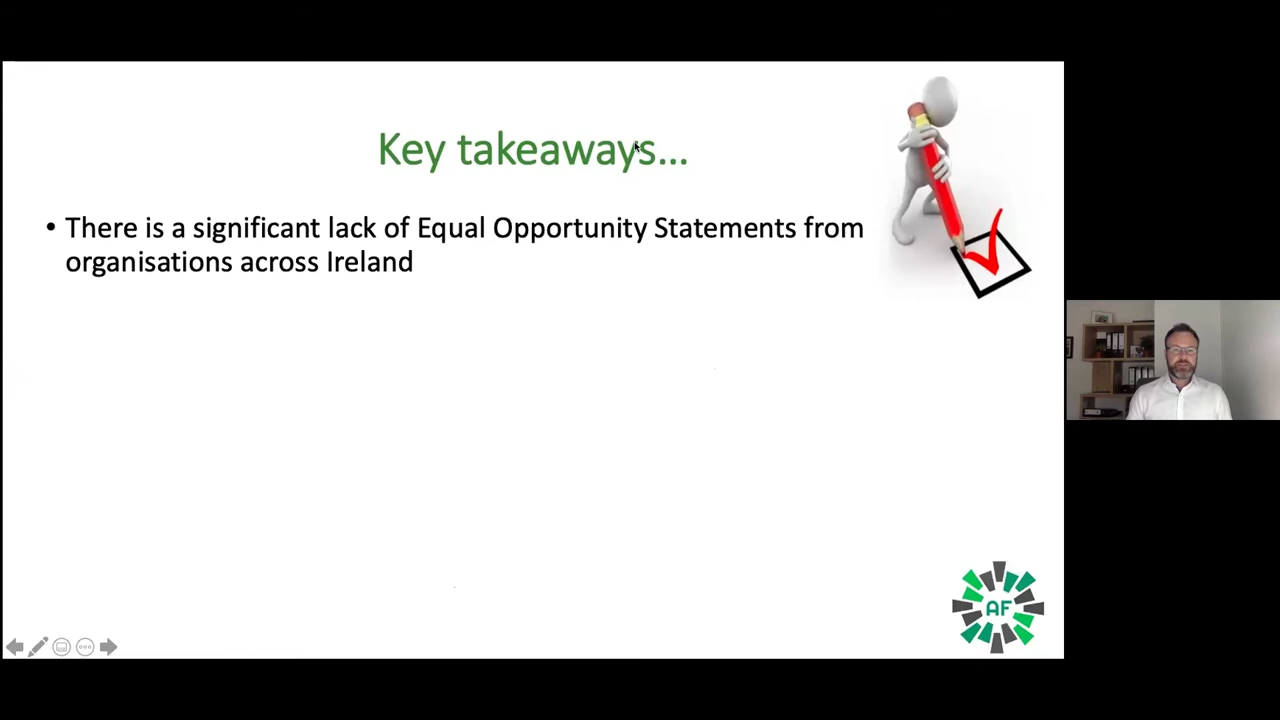 Key takeaways...
• There is a significant lack of Equal Opportunity Statements from
organisations across Ireland
AF